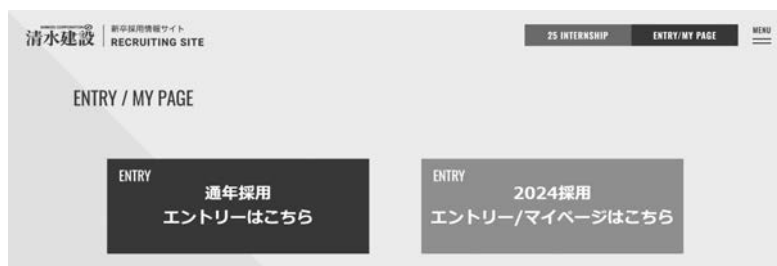 清水建設
新卒採用情報サイト
RECRUITING SITE
25 INTERNSHIP
ENTRY/MY PAGE
MENU
ENTRY / MY PAGE
ENTRY
通年採用
エントリーはこちら
ENTRY
2024採用
エントリー/マイページはこちら